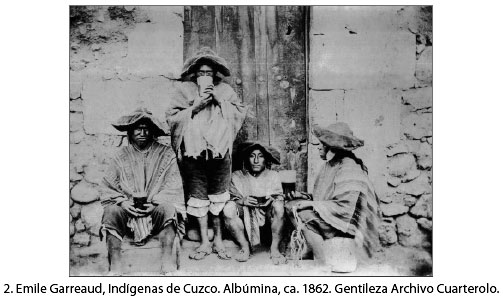 2. Emile Garreaud, Indígenas de Cuzco. Albúmina, ca. 1862. Gentileza Archivo Cuarterolo.